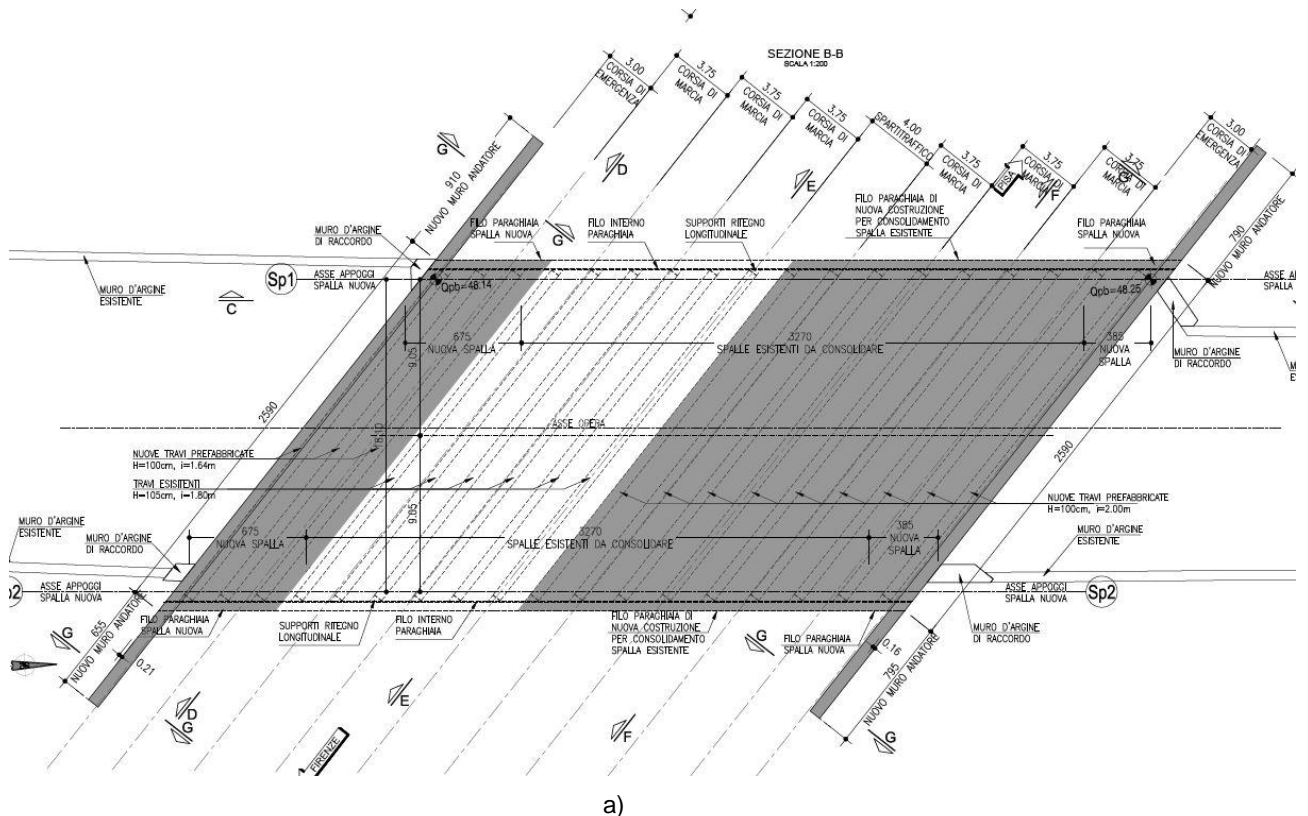 SEZIONE B-B
SCALA 1:200
3.00
CORSIA DI
EMERGENZA
3.75
CORSIA DI
MARCIA
3.75
CORSIA DI
MARCIA
3.75
CORSIA DI
MARCIA
4.00
SPARTITRAFFICO
3.75
CORSIA DI
MARCIA
PISA
3.75
CORSIA DI
MARCIA
3.75
CORSIA DI
MARCIA
3.00
CORSIA DI
EMERGENZA
G
D
E
F
910
NUOVO MURO ANDATORE
790
NUOVO MURO ANDATORE
FILO PARAGHIAIA
SPALLA NUOVA
G
FILO INTERNO
PARAGHIAIA
SUPPORTI RITEGNO
LONGITUDINALE
FILO PARAGHIAIA DI
NUOVA COSTRUZIONE
PER CONSOLIDAMENTO
SPALLA ESISTENTE
FILO PARAGHIAIA
SPALLA NUOVA
MURO D'ARGINE
DI RACCORDO
MURO D'ARGINE
ESISTENTE
Sp1
ASSE APPOGGI
SPALLA NUOVA
C
Qpb=48.14
Qpb=48.25
ASSE
SPALLA
675
NUOVA SPALLA
9.05
3270
SPALLE ESISTENTI DA CONSOLIDARE
385
NUOVA
SPALLA
MURO D'ARGINE
DI RACCORDO
2590
18.10
ASSE OPERA
2590
NUOVE TRAVI PREFABBRICATE
H=100cm, i=1.64m
TRAVI ESISITENTI
H=105cm, i=1.80m
9.05
NUOVE TRAVI PREFABBRICATE
H=100cm, i=2.00m
MURO D'ARGINE
ESISTENTE
MURO D'ARGINE
DI RACCORDO
675
NUOVA SPALLA
3270
SPALLE ESISTENTI DA CONSOLIDARE
385
NUOVA
SPALLA
MURO D'ARGINE
ESISTENTE
ASSE APPOGGI
SPALLA NUOVA
ASSE APPOGGI
SPALLA NUOVA
Sp2
655
NUOVO MURO ANDATORE
0.21
FILO PARAGHIAIA
SPALLA NUOVA
SUPPORTI RITEGNO
LONGITUDINALE
FILO INTERNO
PARAGHIAIA
FILO PARAGHIAIA DI
NUOVA COSTRUZIONE
PER CONSOLIDAMENTO
SPALLA ESISTENTE
G
FILO PARAGHIAIA
SPALLA NUOVA
0.16
795
NUOVO MURO ANDATORE
MURO D'ARGINE
DI RACCORDO
G
D
G
E
F
G
FIRENZE
a)